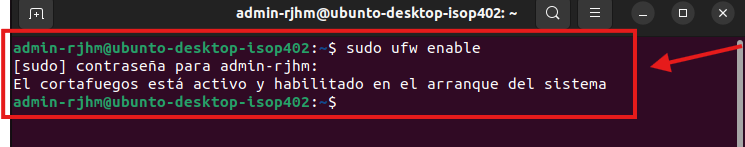 admin-rjhm@ubunto-desktop-isop402: ~
admin-rjhm@ubunto-desktop-isop402:~$ sudo ufw enable
[sudo] contraseña para admin-rjhm:
El cortafuegos está activo y habilitado en el arranque del sistema
admin-rjhm@ubunto-desktop-isop402:~$